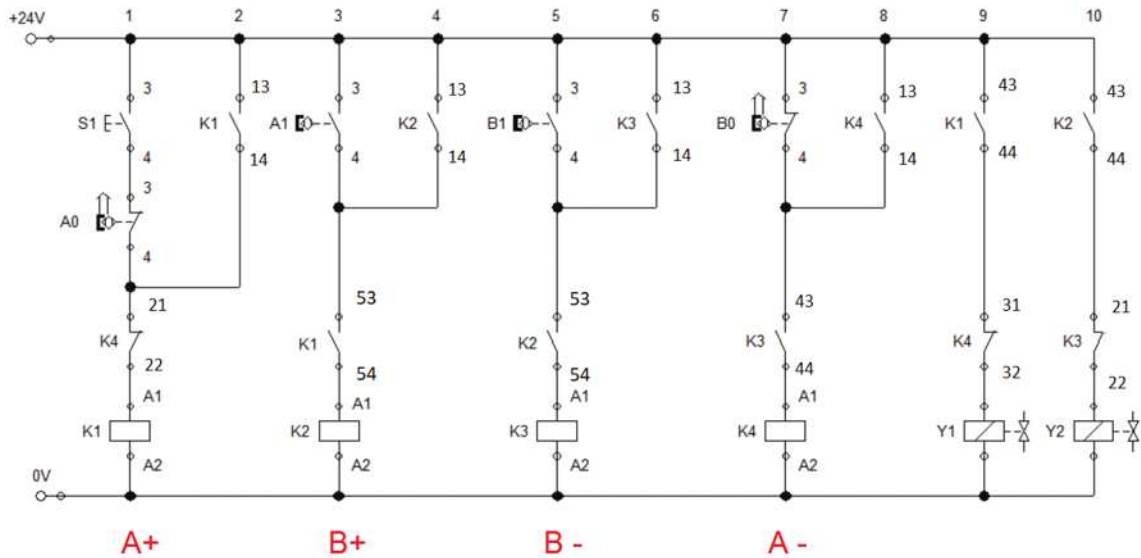 1 2 3 4 5 6 7 8 9 10
+24V
3 13 3 13 3 13 3 13 43 43
S1 K1 A1 K2 B1 K3 B0 K4 K1 K2
4 14 4 14 4 14 4 14 44 44
3
A0
4
21 53 53 43 31 21
K4 K1 K2 K3 K4 K3
22 54 54 44 32 22
A1 A1 A1 A1
K1 K2 K3 K4 Y1 Y2
A2 A2 A2 A2
0V
A+ B+ B - A -